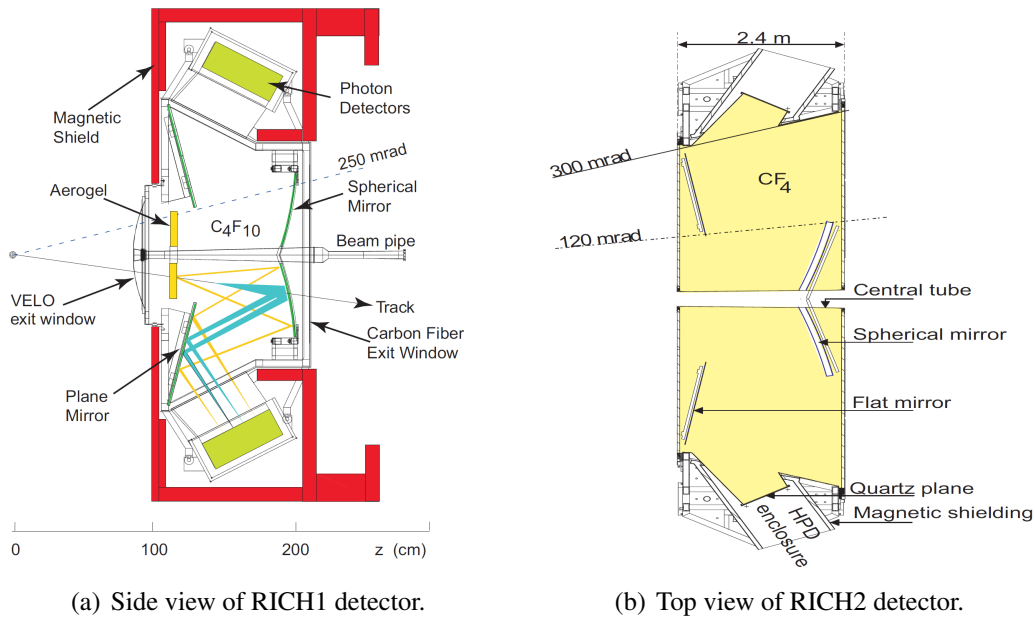 Magnetic
Shield
Photon
Detectors
250 mrad
Aerogel
Spherical
Mirror
C4F10
Beam pipe
VELO
exit window
Track
Carbon Fiber
Exit Window
Plane
Mirror
0
100
200
z (cm)
(a) Side view of RICH1 detector.
2.4 m
300 mrad
CF4
120 mrad
Central tube
Spherical mirror
Flat mirror
Quartz plane
Magnetic shielding
HPD
enclosure
(b) Top view of RICH2 detector.